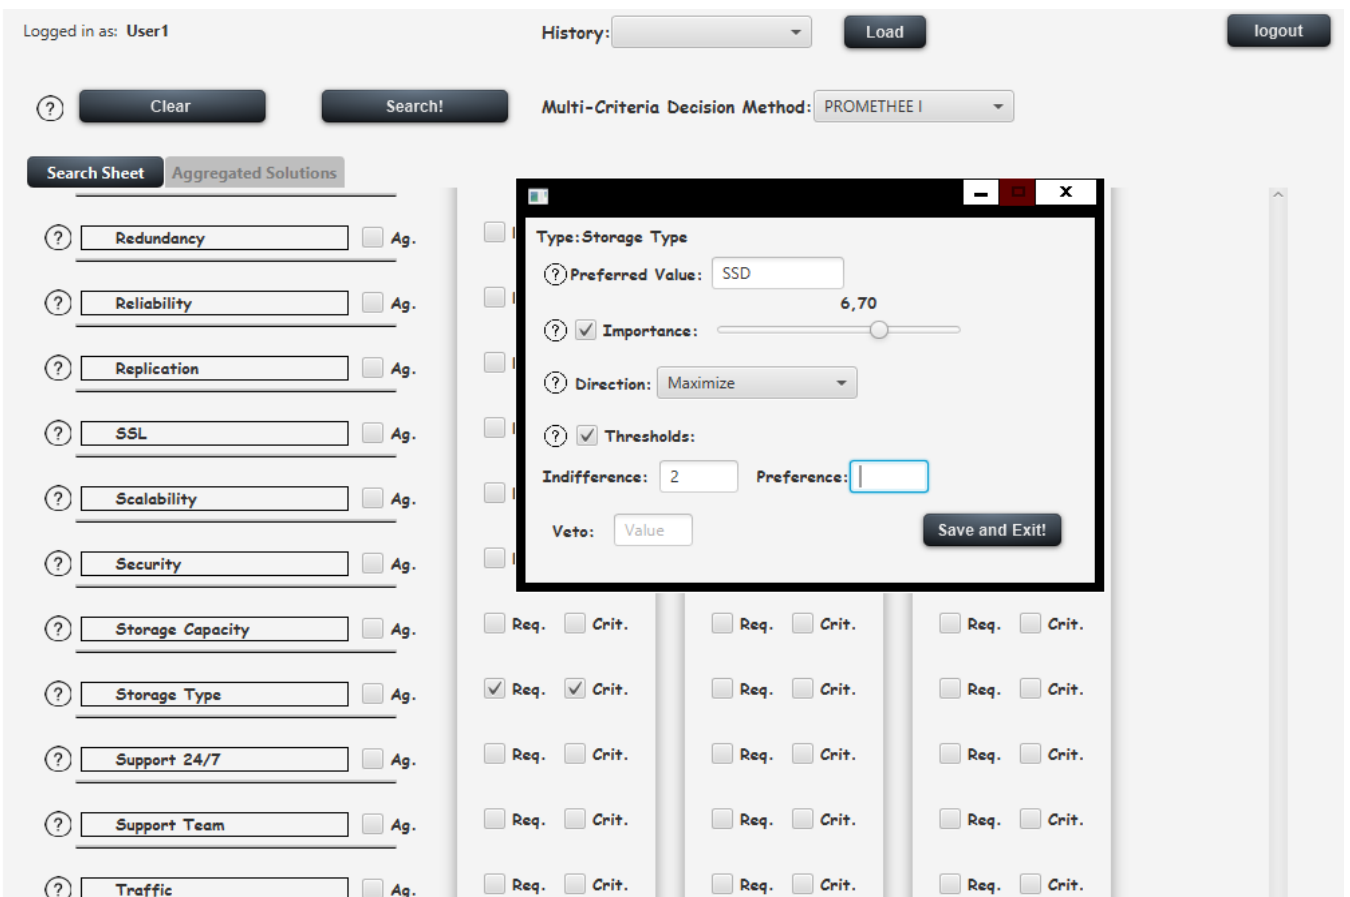 Logged in as: User1 History: Load logout
? Clear Search! Multi-Criteria Decision Method: PROMETHEE I
Search Sheet Aggregated Solutions
? Redundancy Ag.
? Reliability Ag.
? Replication Ag.
? SSL Ag.
? Scalability Ag.
? Security Ag.
X
Type:Storage Type
? Preferred Value: SSD
6,70
? Importance:
? Direction: Maximize
? Thresholds:
Indifference: 2 Preference:
Veto: Value Save and Exit!
? Storage Capacity Ag. Req. Crit. Req. Crit. Req. Crit.
? Storage Type Ag. Req. Crit. Req. Crit. Req. Crit.
? Support 24/7 Ag. Req. Crit. Req. Crit. Req. Crit.
? Support Team Ag. Req. Crit. Req. Crit. Req. Crit.
? Traffic Ag. Req. Crit. Req. Crit. Req. Crit.